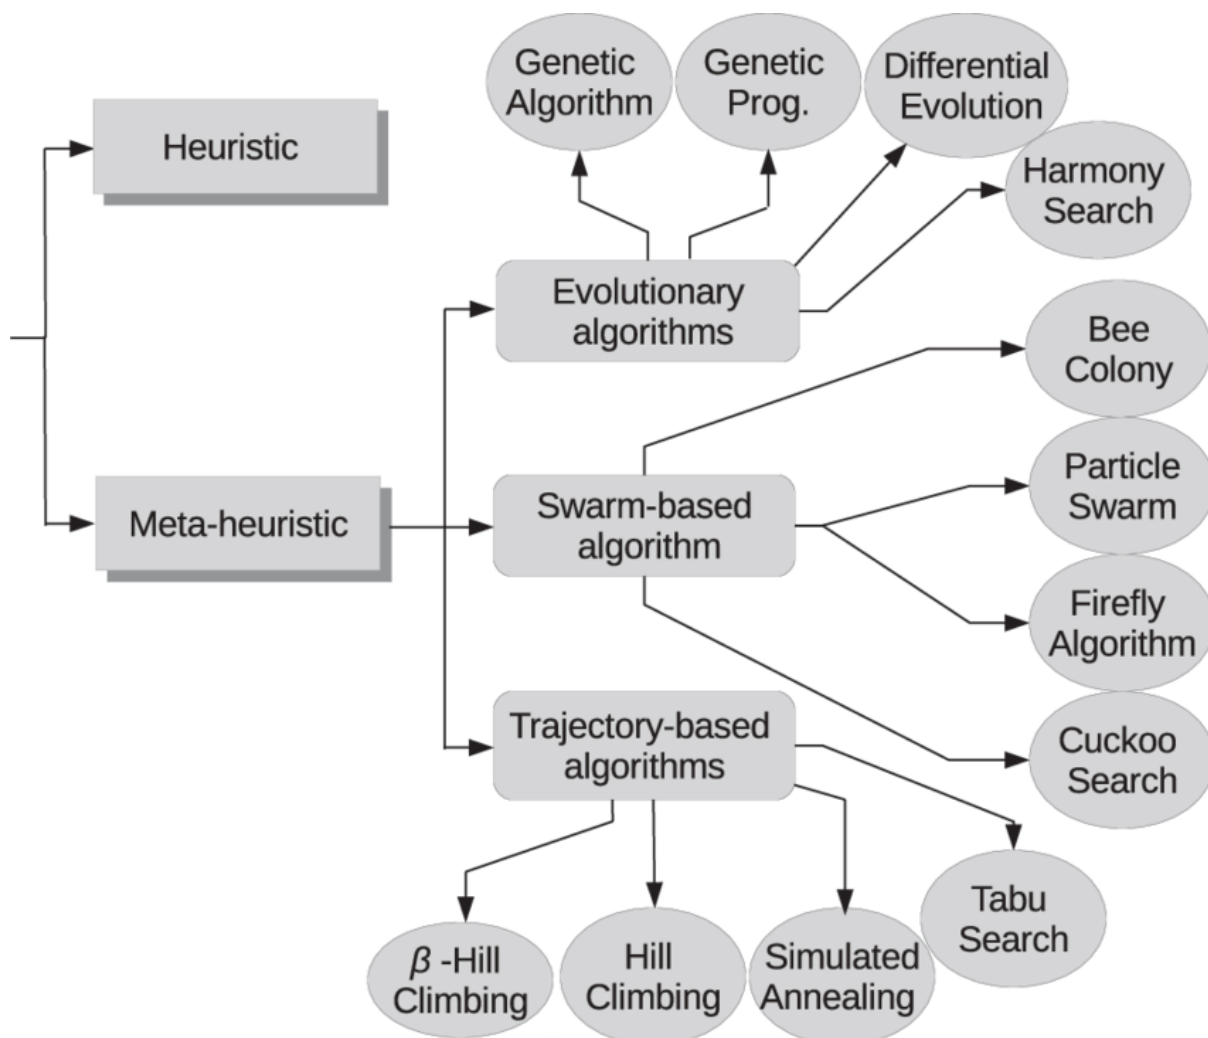 Genetic
Algorithm
Genetic
Prog.
Differential
Evolution
Heuristic
Harmony
Search
Evolutionary
algorithms
Bee
Colony
Particle
Swarm
Swarm-based
algorithm
Meta-heuristic
Firefly
Algorithm
Trajectory-based
algorithms
Cuckoo
Search
Tabu
Search
β -Hill
Climbing
Hill
Climbing
Simulated
Annealing